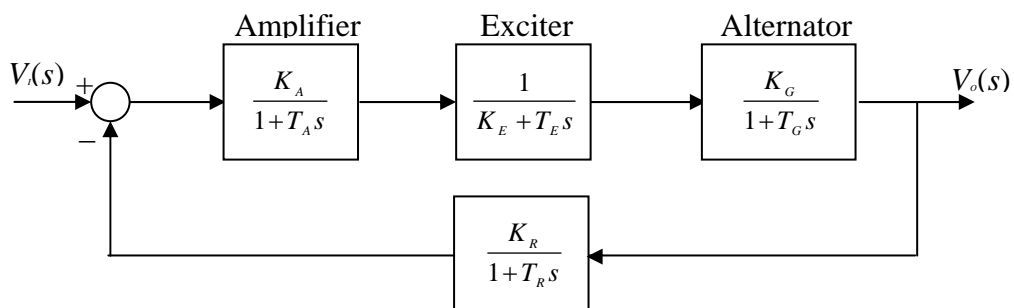 Amplifier Exciter Alternator
V_i(s) + K_A / (1+T_A s) 1 / (K_E+T_E s) K_G / (1+T_G s) V_o(s)
−
K_R / (1+T_R s)